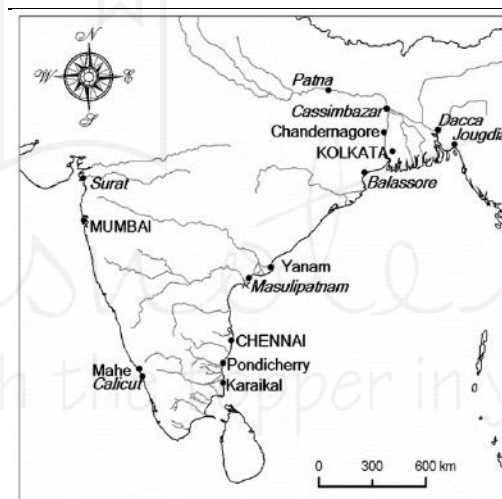 N
W E
S
Patna
Cassimbazar
Dacca
Chandernagore
Jougdia
KOLKATA
Balassore
Surat
MUMBAI
Yanam
Masulipatnam
CHENNAI
Mahe
Pondicherry
Calicut
Karaikal
0 300 600 km